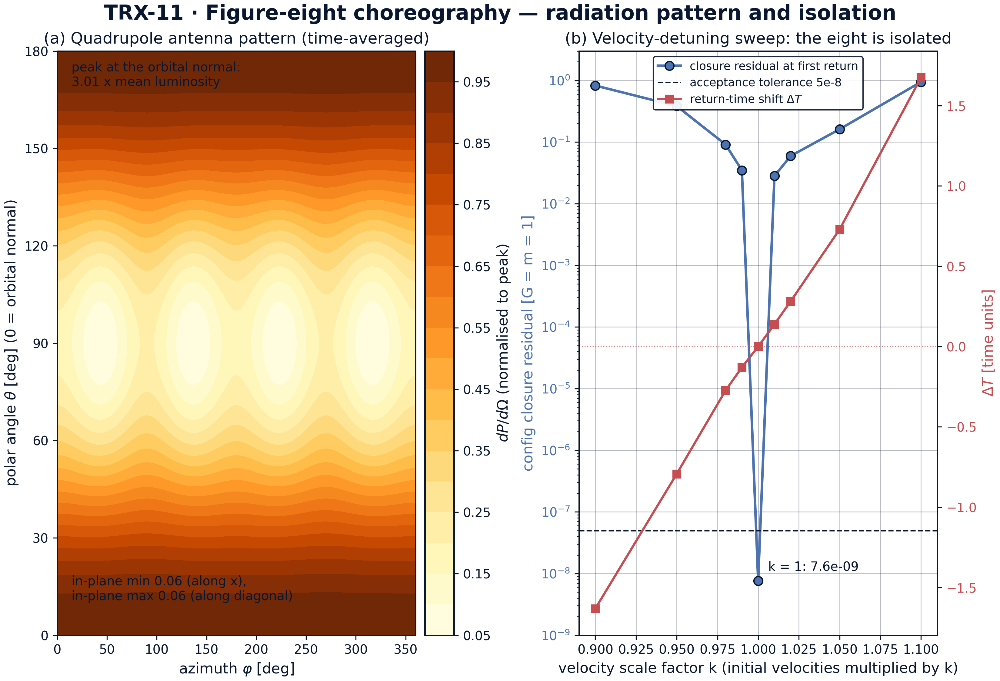 TRX-11 · Figure-eight choreography — radiation pattern and isolation
(a) Quadrupole antenna pattern (time-averaged)
180
150
120
90
60
30
0
polar angle θ [deg] (0 = orbital normal)
peak at the orbital normal:
3.01 x mean luminosity
in-plane min 0.06 (along x),
in-plane max 0.06 (along diagonal)
0 50 100 150 200 250 300 350
azimuth φ [deg]
0.95
0.85
0.75
0.65
0.55
0.45
0.35
0.25
0.15
0.05
dP/dΩ (normalised to peak)
(b) Velocity-detuning sweep: the eight is isolated
config closure residual [G = m = 1]
10⁰
10⁻¹
10⁻²
10⁻³
10⁻⁴
10⁻⁵
10⁻⁶
10⁻⁷
10⁻⁸
10⁻⁹
closure residual at first return
acceptance tolerance 5e-8
return-time shift ΔT
k = 1: 7.6e-09
1.5
1.0
0.5
0.0
−0.5
−1.0
−1.5
ΔT [time units]
0.900 0.925 0.950 0.975 1.000 1.025 1.050 1.075 1.100
velocity scale factor k (initial velocities multiplied by k)